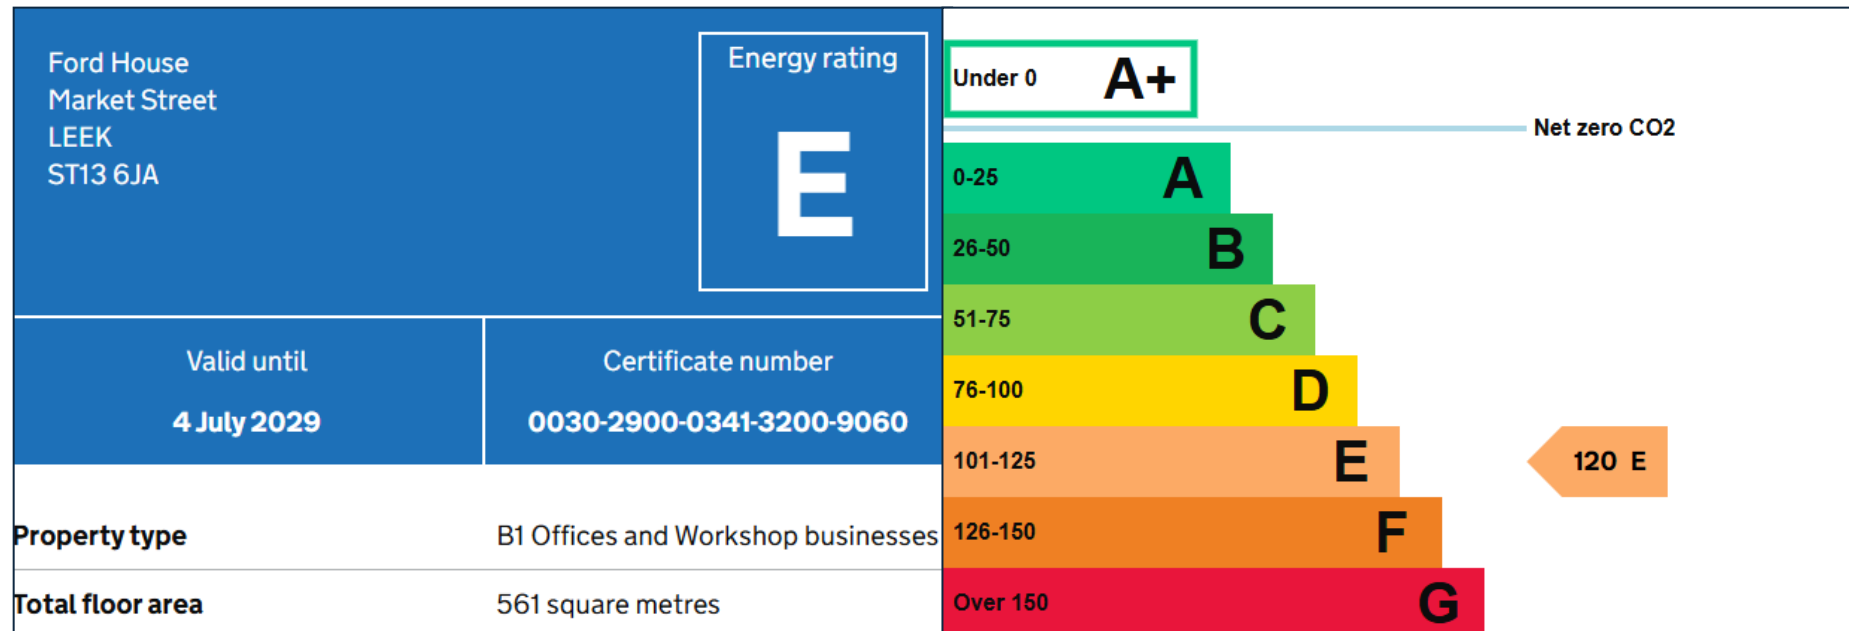 Ford House
Market Street
LEEK
ST13 6JA
Energy rating
E
Valid until
4 July 2029
Certificate number
0030-2900-0341-3200-9060
Property type
B1 Offices and Workshop businesses
Total floor area
561 square metres
Under 0 A+
Net zero CO2
0-25 A
26-50 B
51-75 C
76-100 D
101-125 E
120 E
126-150 F
Over 150 G